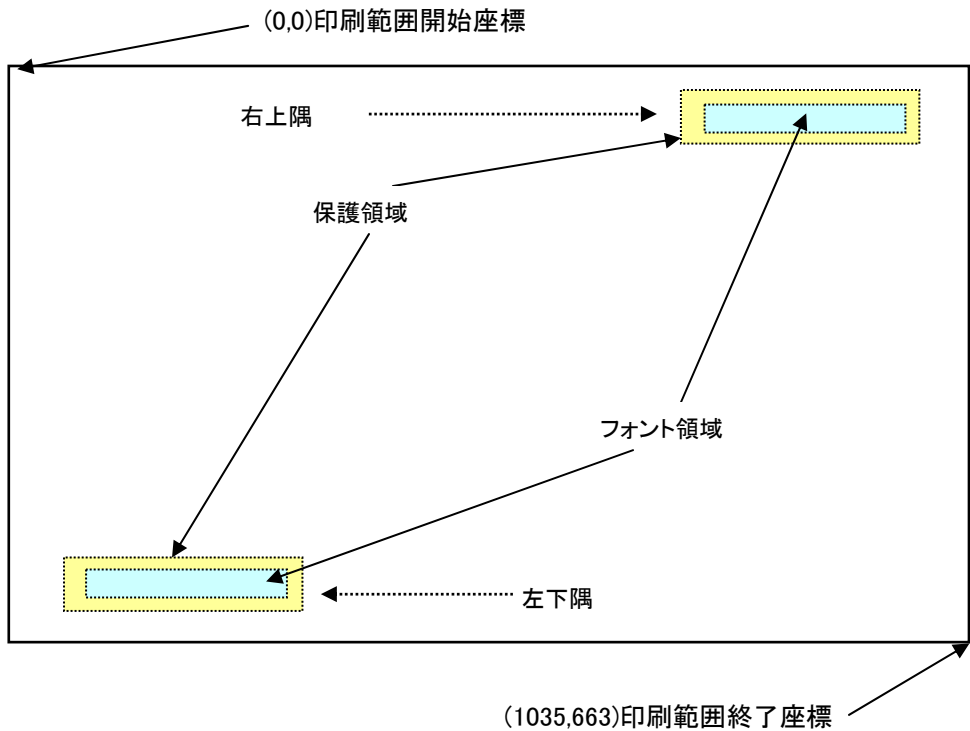 (0,0)印刷範囲開始座標
右上隅
保護領域
フォント領域
左下隅
(1035,663)印刷範囲終了座標